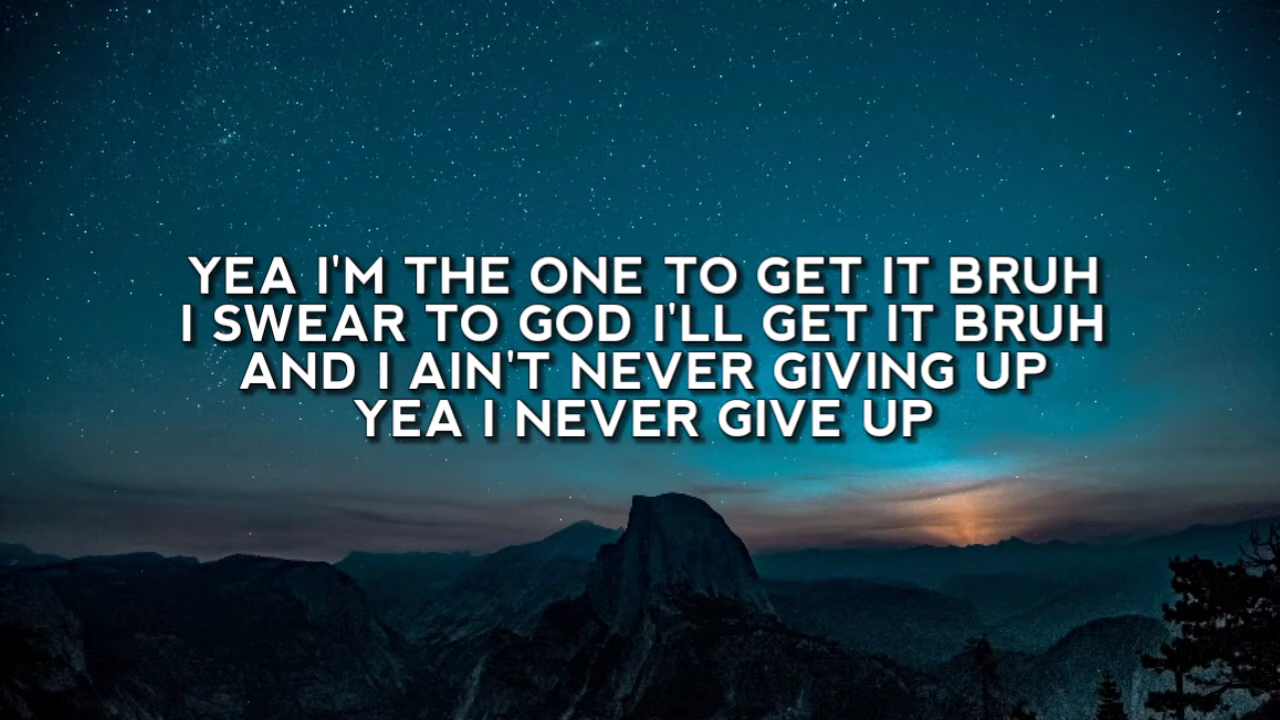 YEA I'M THE ONE TO GET IT BRUH
I SWEAR TO GOD I'LL GET IT BRUH
AND I AIN'T NEVER GIVING UP
YEA I NEVER GIVE UP